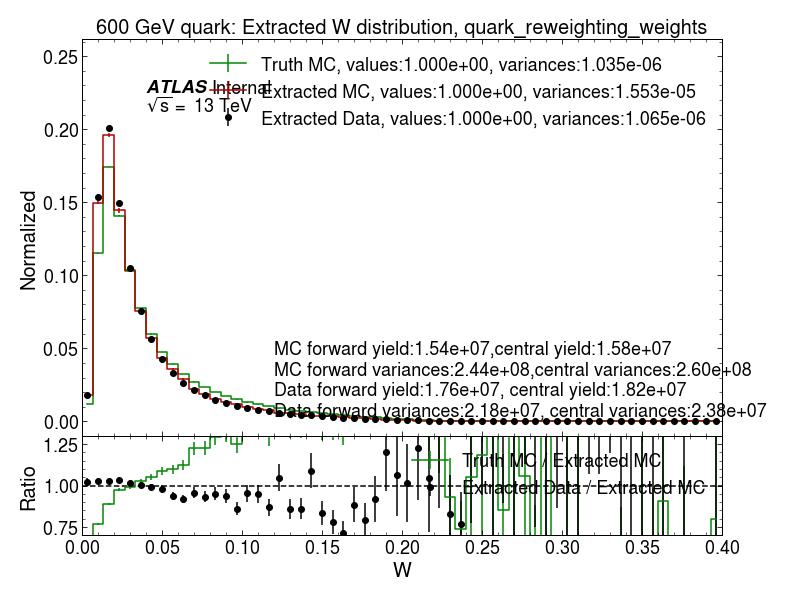 600 GeV quark: Extracted W distribution, quark_reweighting_weights
Truth MC, values:1.000e+00, variances:1.035e-06
ATLAS Internal
Extracted MC, values:1.000e+00, variances:1.553e-05
√s = 13 TeV
Extracted Data, values:1.000e+00, variances:1.065e-06
0.25
0.20
0.15
0.10
0.05
0.00
Normalized
MC forward yield:1.54e+07,central yield:1.58e+07
MC forward variances:2.44e+08,central variances:2.60e+08
Data forward yield:1.76e+07, central yield:1.82e+07
Data forward variances:2.18e+07, central variances:2.38e+07
1.25
1.00
0.75
Ratio
Truth MC / Extracted MC
Extracted Data / Extracted MC
0.00 0.05 0.10 0.15 0.20 0.25 0.30 0.35 0.40
W